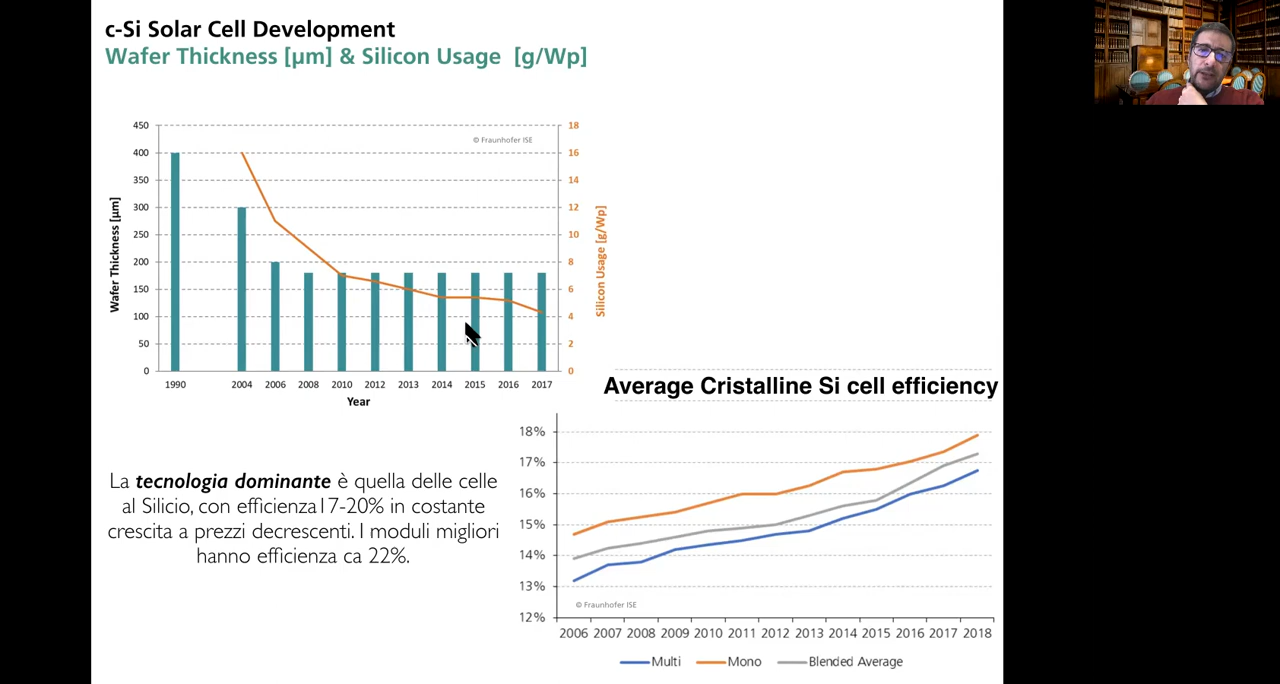 c-Si Solar Cell Development
Wafer Thickness [µm] & Silicon Usage [g/Wp]
450
400
350
300
250
200
150
100
50
0
Wafer Thickness [µm]
© Fraunhofer ISE
18
16
14
12
10
8
6
4
2
0
Silicon Usage [g/Wp]
1990 2004 2006 2008 2010 2012 2013 2014 2015 2016 2017
Year
Average Cristalline Si cell efficiency
18%
17%
16%
15%
14%
13%
12%
© Fraunhofer ISE
2006 2007 2008 2009 2010 2011 2012 2013 2014 2015 2016 2017 2018
Multi Mono Blended Average
La tecnologia dominante è quella delle celle
al Silicio, con efficienza17-20% in costante
crescita a prezzi decrescenti. I moduli migliori
hanno efficienza ca 22%.